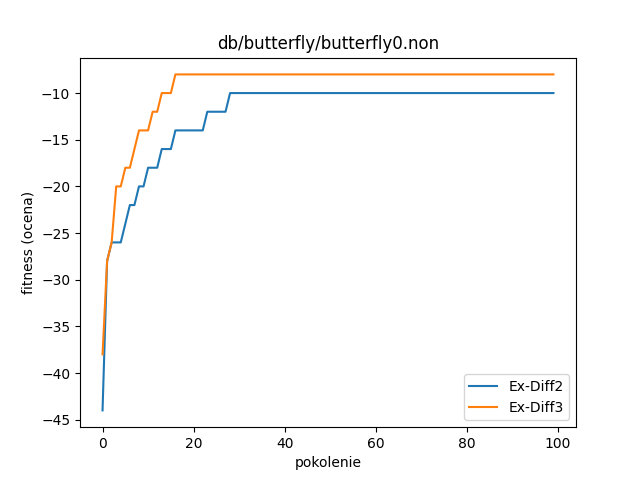 db/butterfly/butterfly0.non
fitness (ocena)
−10
−15
−20
−25
−30
−35
−40
−45
0 20 40 60 80 100
pokolenie
Ex-Diff2
Ex-Diff3